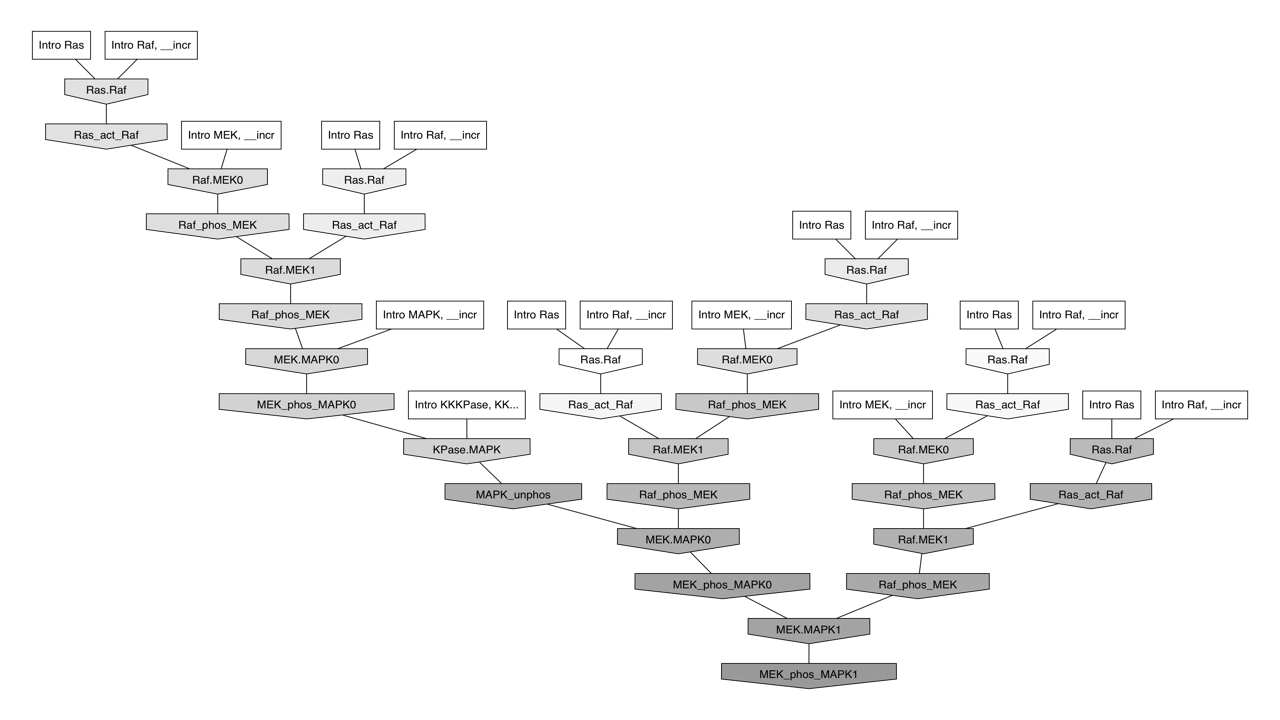 Intro Ras
Intro Raf, __incr
Ras.Raf
Ras_act_Raf
Intro MEK, __incr
Intro Ras
Intro Raf, __incr
Raf.MEK0
Ras.Raf
Raf_phos_MEK
Ras_act_Raf
Intro Ras
Intro Raf, __incr
Raf.MEK1
Ras.Raf
Raf_phos_MEK
Intro MAPK, __incr
Intro Ras
Intro Raf, __incr
Intro MEK, __incr
Ras_act_Raf
Intro Ras
Intro Raf, __incr
MEK.MAPK0
Ras.Raf
Raf.MEK0
Ras.Raf
MEK_phos_MAPK0
Intro KKKPase, KK...
Ras_act_Raf
Raf_phos_MEK
Intro MEK, __incr
Ras_act_Raf
Intro Ras
Intro Raf, __incr
KPase.MAPK
Raf.MEK1
Raf.MEK0
Ras.Raf
MAPK_unphos
Raf_phos_MEK
Raf_phos_MEK
Ras_act_Raf
MEK.MAPK0
Raf.MEK1
MEK_phos_MAPK0
Raf_phos_MEK
MEK.MAPK1
MEK_phos_MAPK1